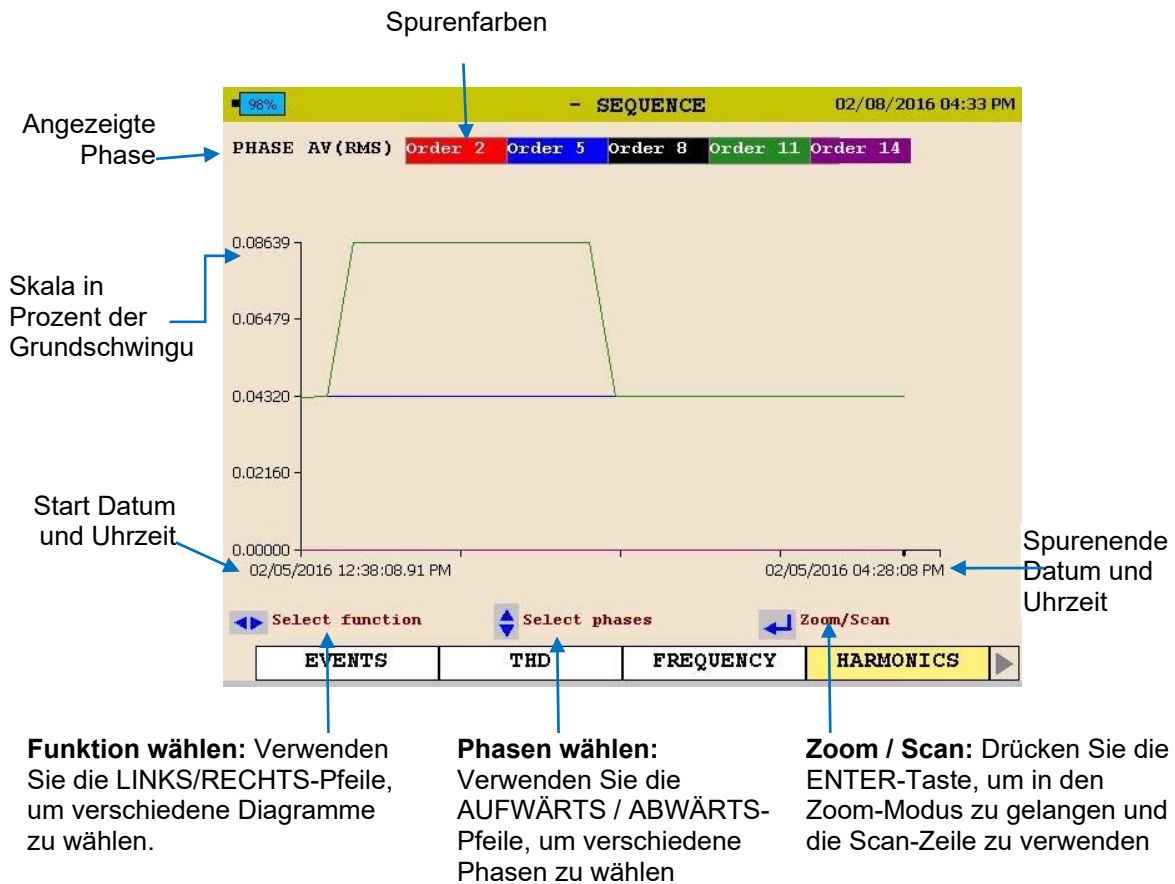 Spurenfarben
98%
- SEQUENCE
02/08/2016 04:33 PM
Angezeigte
Phase
PHASE AV(RMS) Order 2 Order 5 Order 8 Order 11 Order 14
0.08639
Skala in
Prozent der
Grundschwingu
0.06479
0.04320
0.02160
Start Datum
und Uhrzeit
0.00000
02/05/2016 12:38:08.91 PM
02/05/2016 04:28:08 PM
Spurenende
Datum und
Uhrzeit
Select function
Select phases
Zoom/Scan
EVENTS
THD
FREQUENCY
HARMONICS
Funktion wählen: Verwenden
Sie die LINKS/RECHTS-Pfeile,
um verschiedene Diagramme
zu wählen.
Phasen wählen:
Verwenden Sie die
AUFWÄRTS / ABWÄRTS-
Pfeile, um verschiedene
Phasen zu wählen
Zoom / Scan: Drücken Sie die
ENTER-Taste, um in den
Zoom-Modus zu gelangen und
die Scan-Zeile zu verwenden